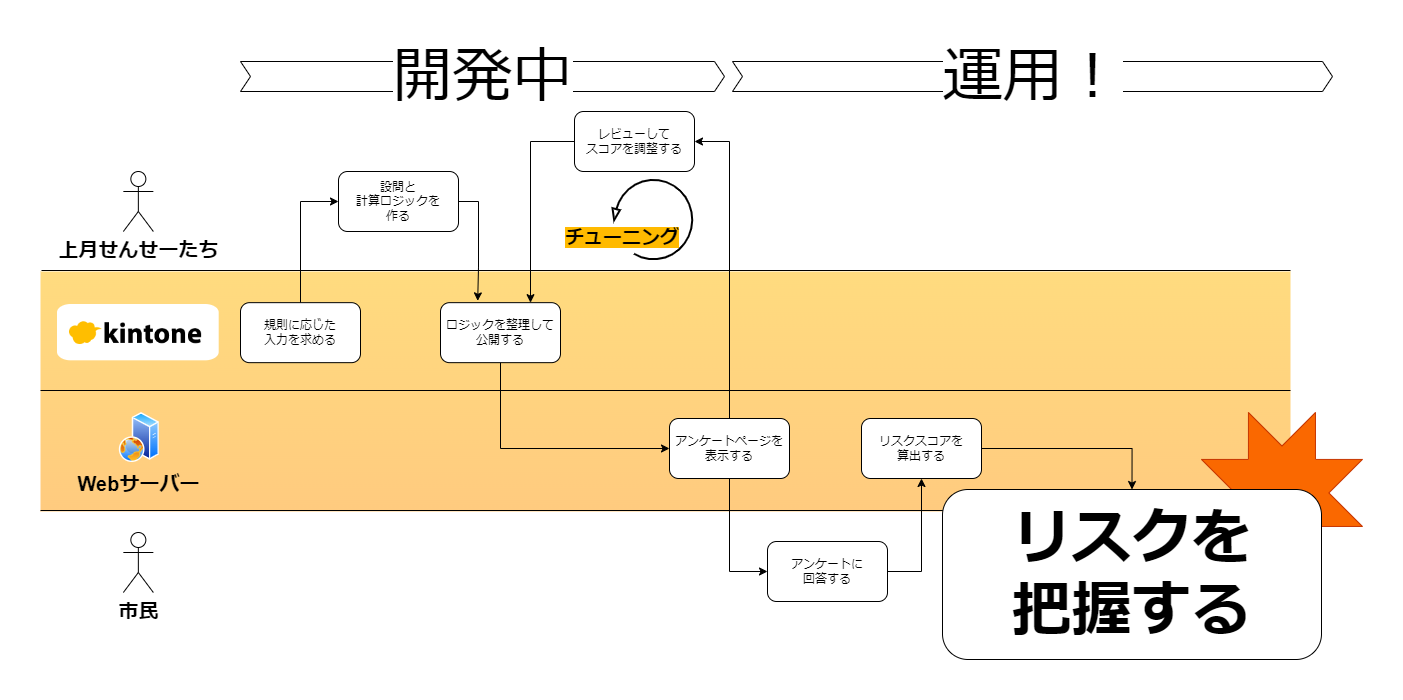 開発中
運用！
レビューして
スコアを調整する
設問と
計算ロジックを
作る
チューニング
上月せんせーたち
kintone
規則に応じた
入力を求める
ロジックを整理して
公開する
Webサーバー
アンケートページを
表示する
リスクスコアを
算出する
アンケートに
回答する
リスクを
把握する
市民